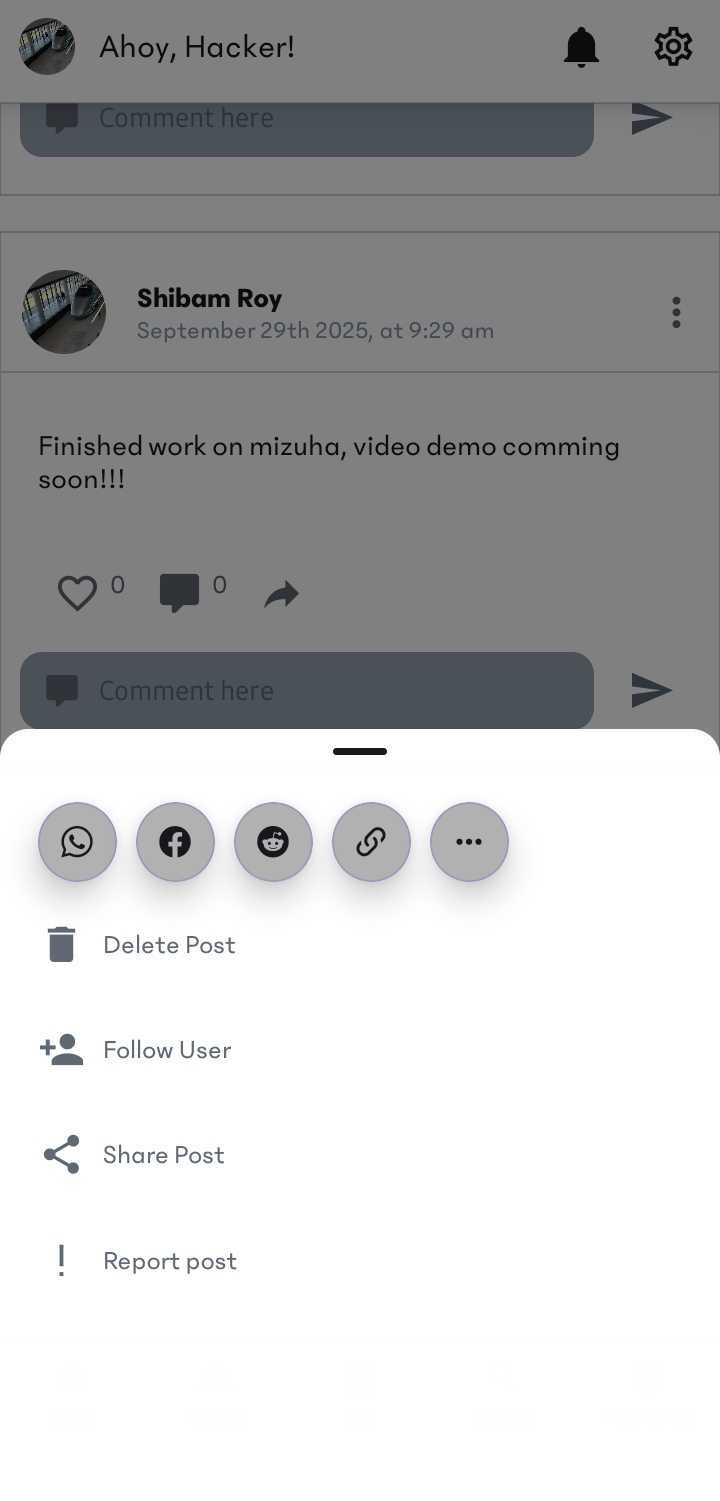 Ahoy, Hacker!
Comment here
Shibam Roy
September 29th 2025, at 9:29 am
Finished work on mizuha, video demo comming
soon!!!
0
0
Comment here
Delete Post
Follow User
Share Post
Report post